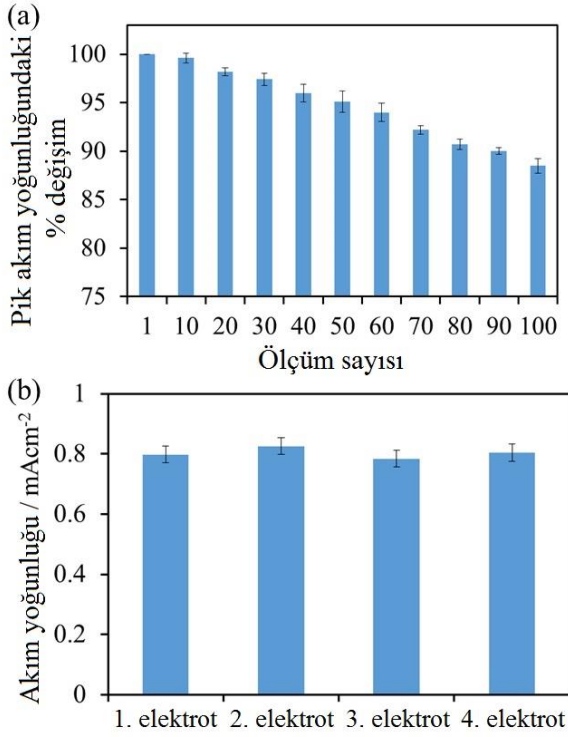 (a)
Pik akım yoğunluğundaki
% değişim
100
95
90
85
80
75
1 10 20 30 40 50 60 70 80 90 100
Ölçüm sayısı
(b)
Akım yoğunluğu / mAcm⁻²
1
0.8
0.6
0.4
0.2
0
1. elektrot 2. elektrot 3. elektrot 4. elektrot